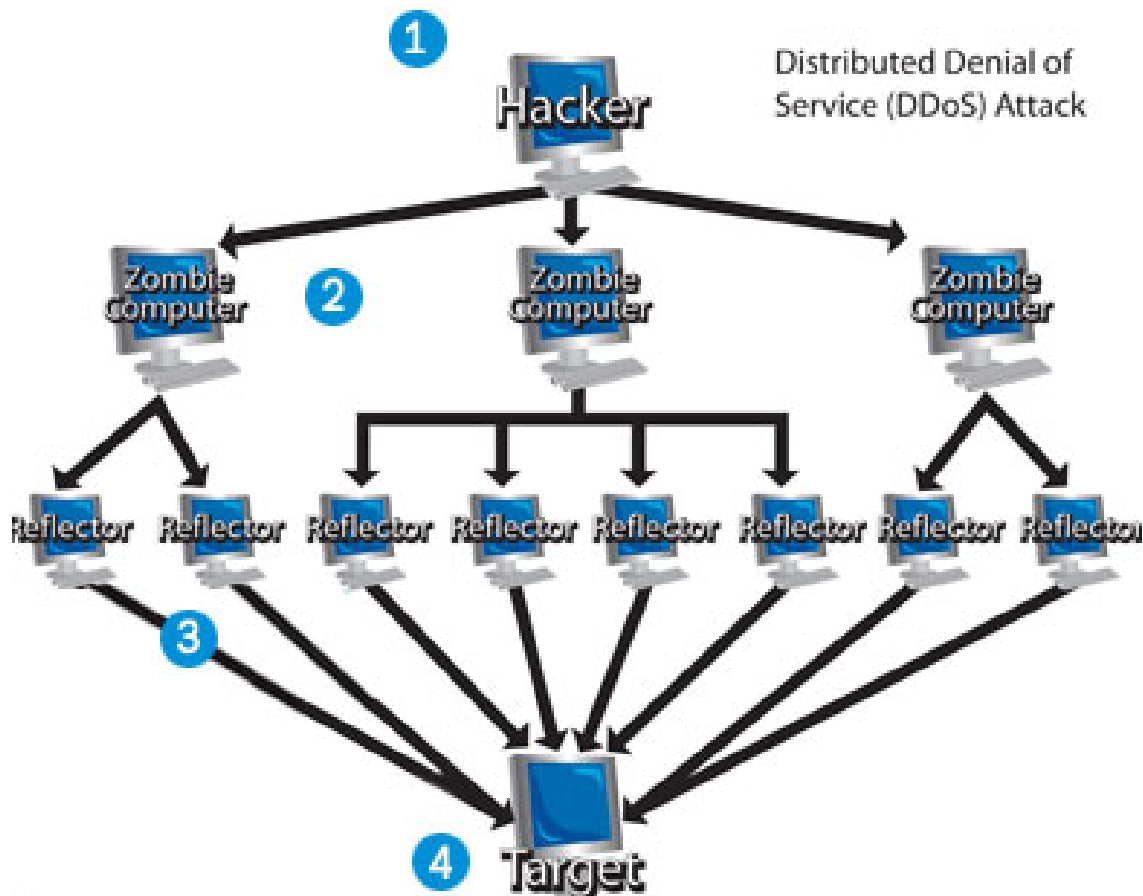 1
Distributed Denial of
Service (DDoS) Attack
Hacker
Zombie
Computer
2
Zombie
Computer
Zombie
Computer
Reflector
Reflector
Reflector
Reflector
Reflector
Reflector
Reflector
Reflector
3
4
Target